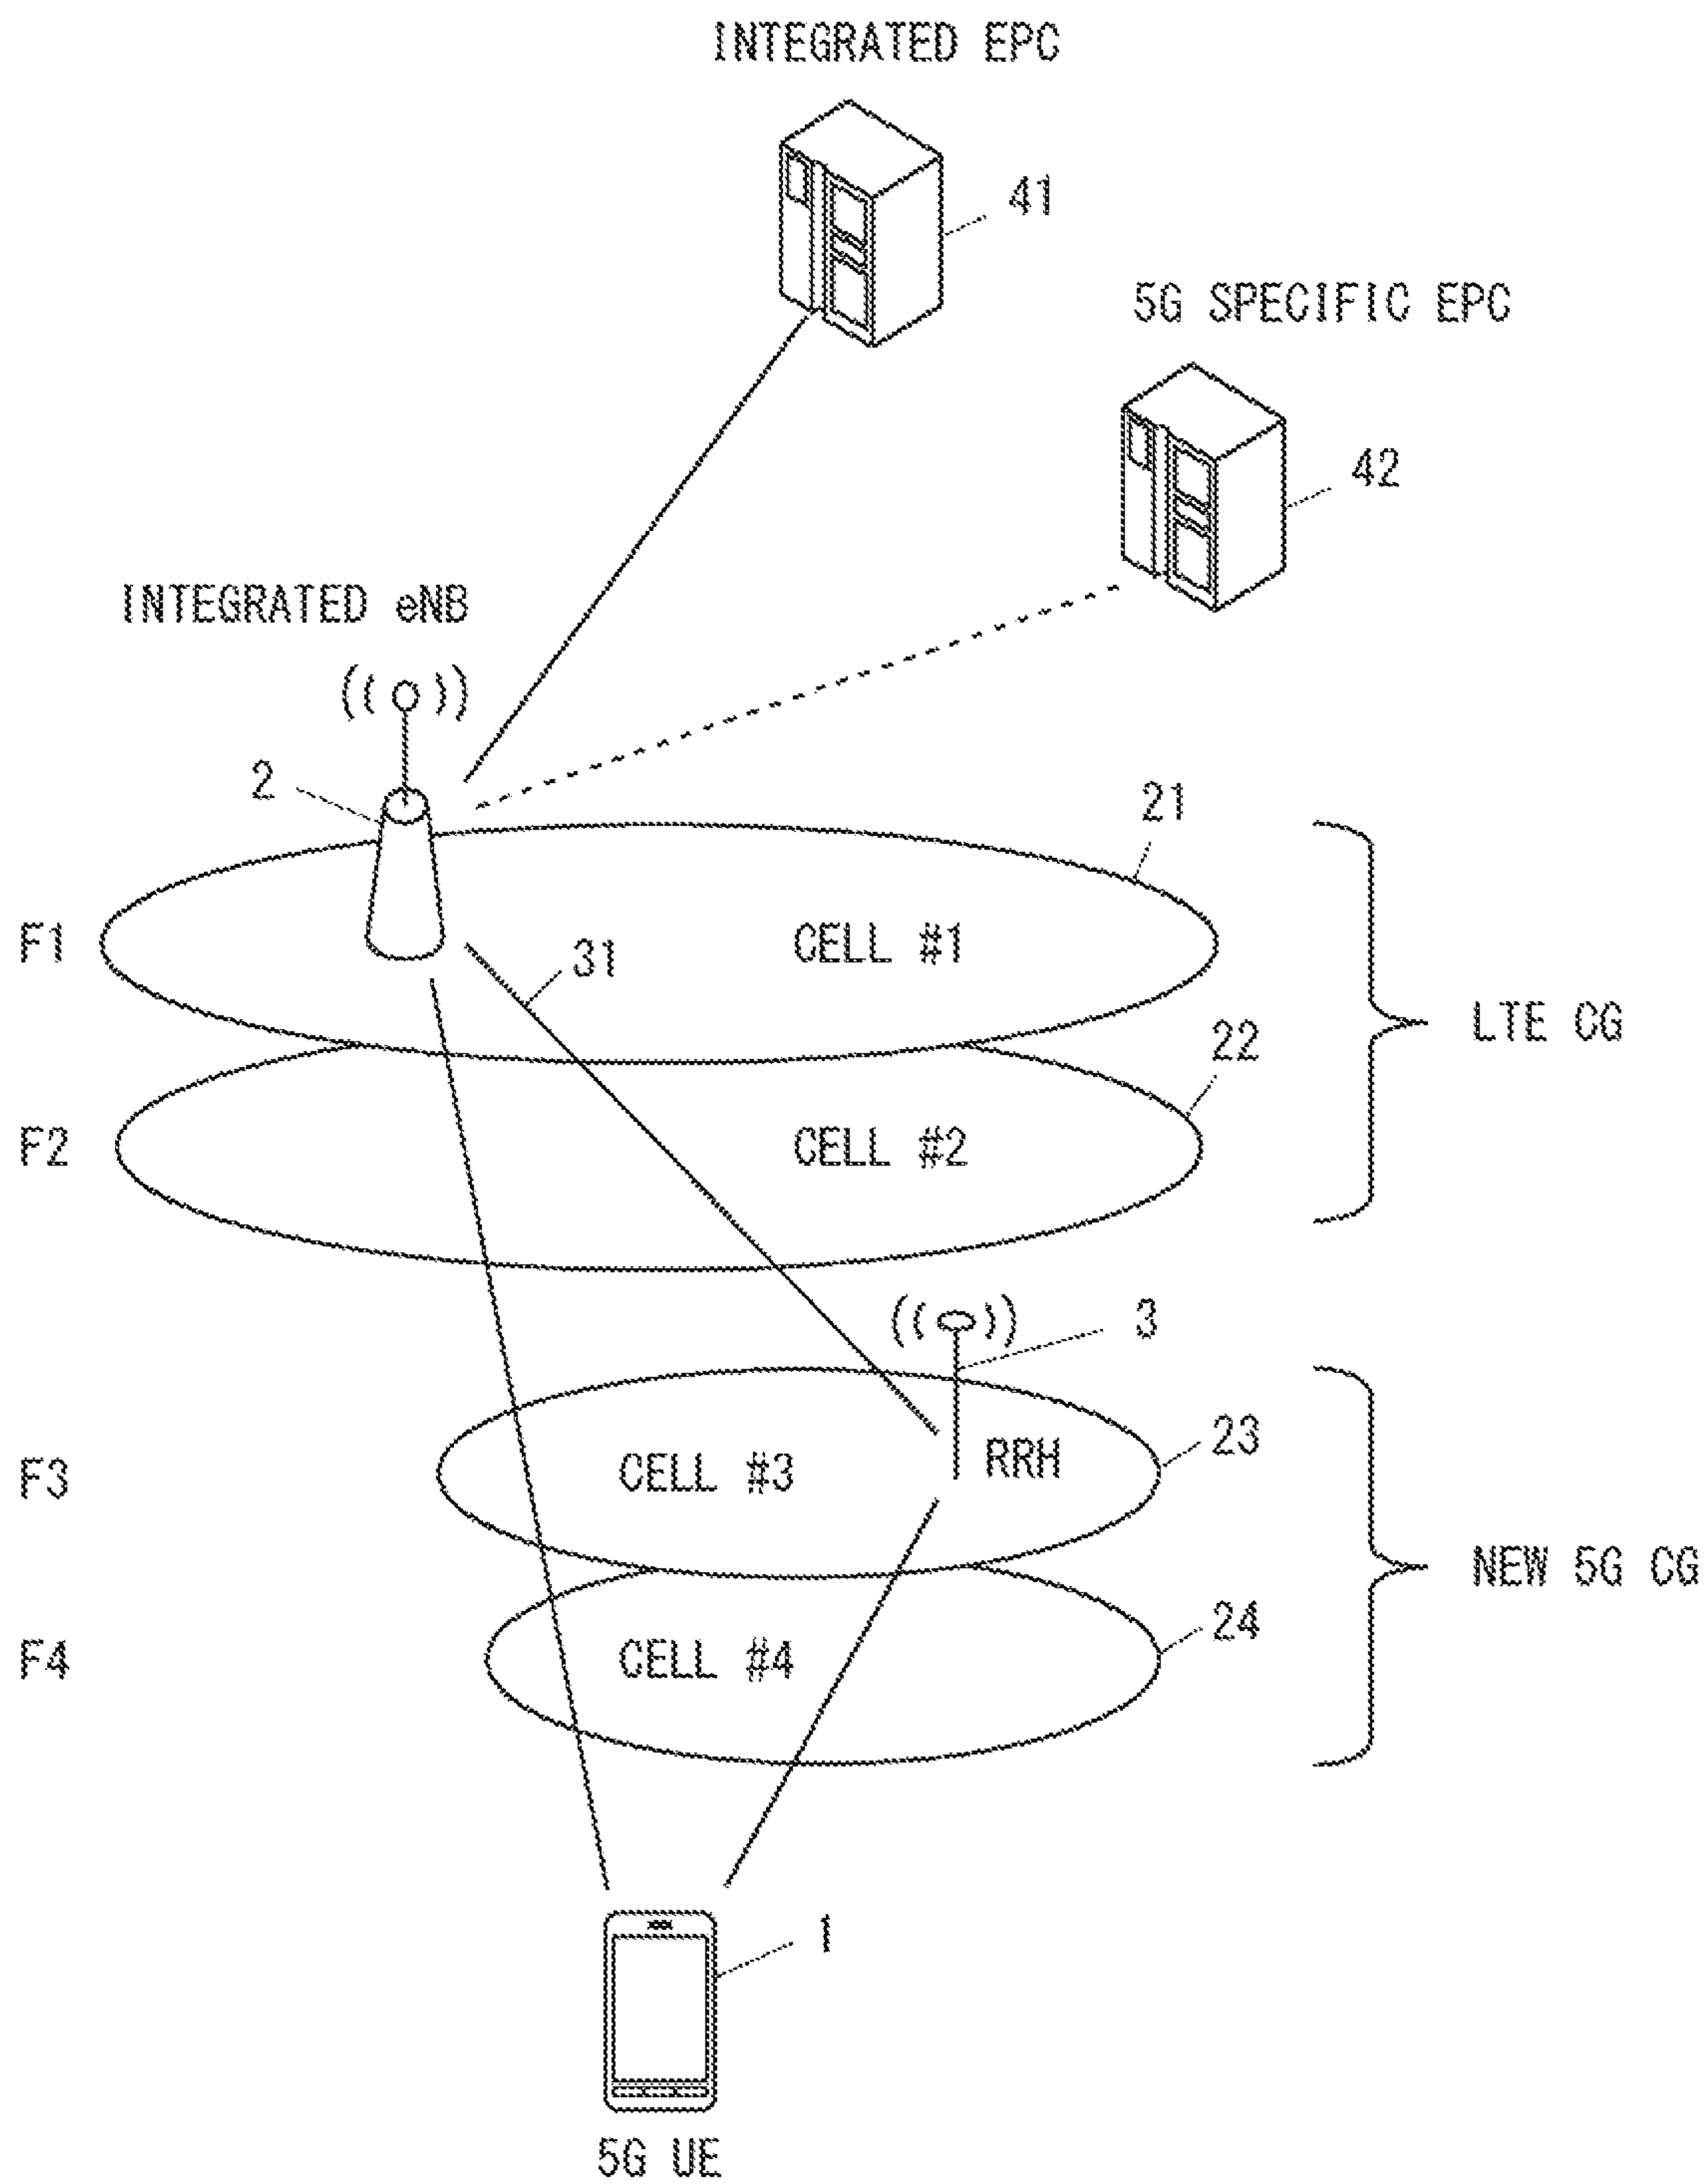 INTEGRATED EPC
41
5G SPECIFIC EPC
42
INTEGRATED eNB
2
21
F1
CELL #1
31
LTE CG
22
F2
CELL #2
3
23
F3
CELL #3
RRH
NEW 5G CG
24
F4
CELL #4
1
5G UE